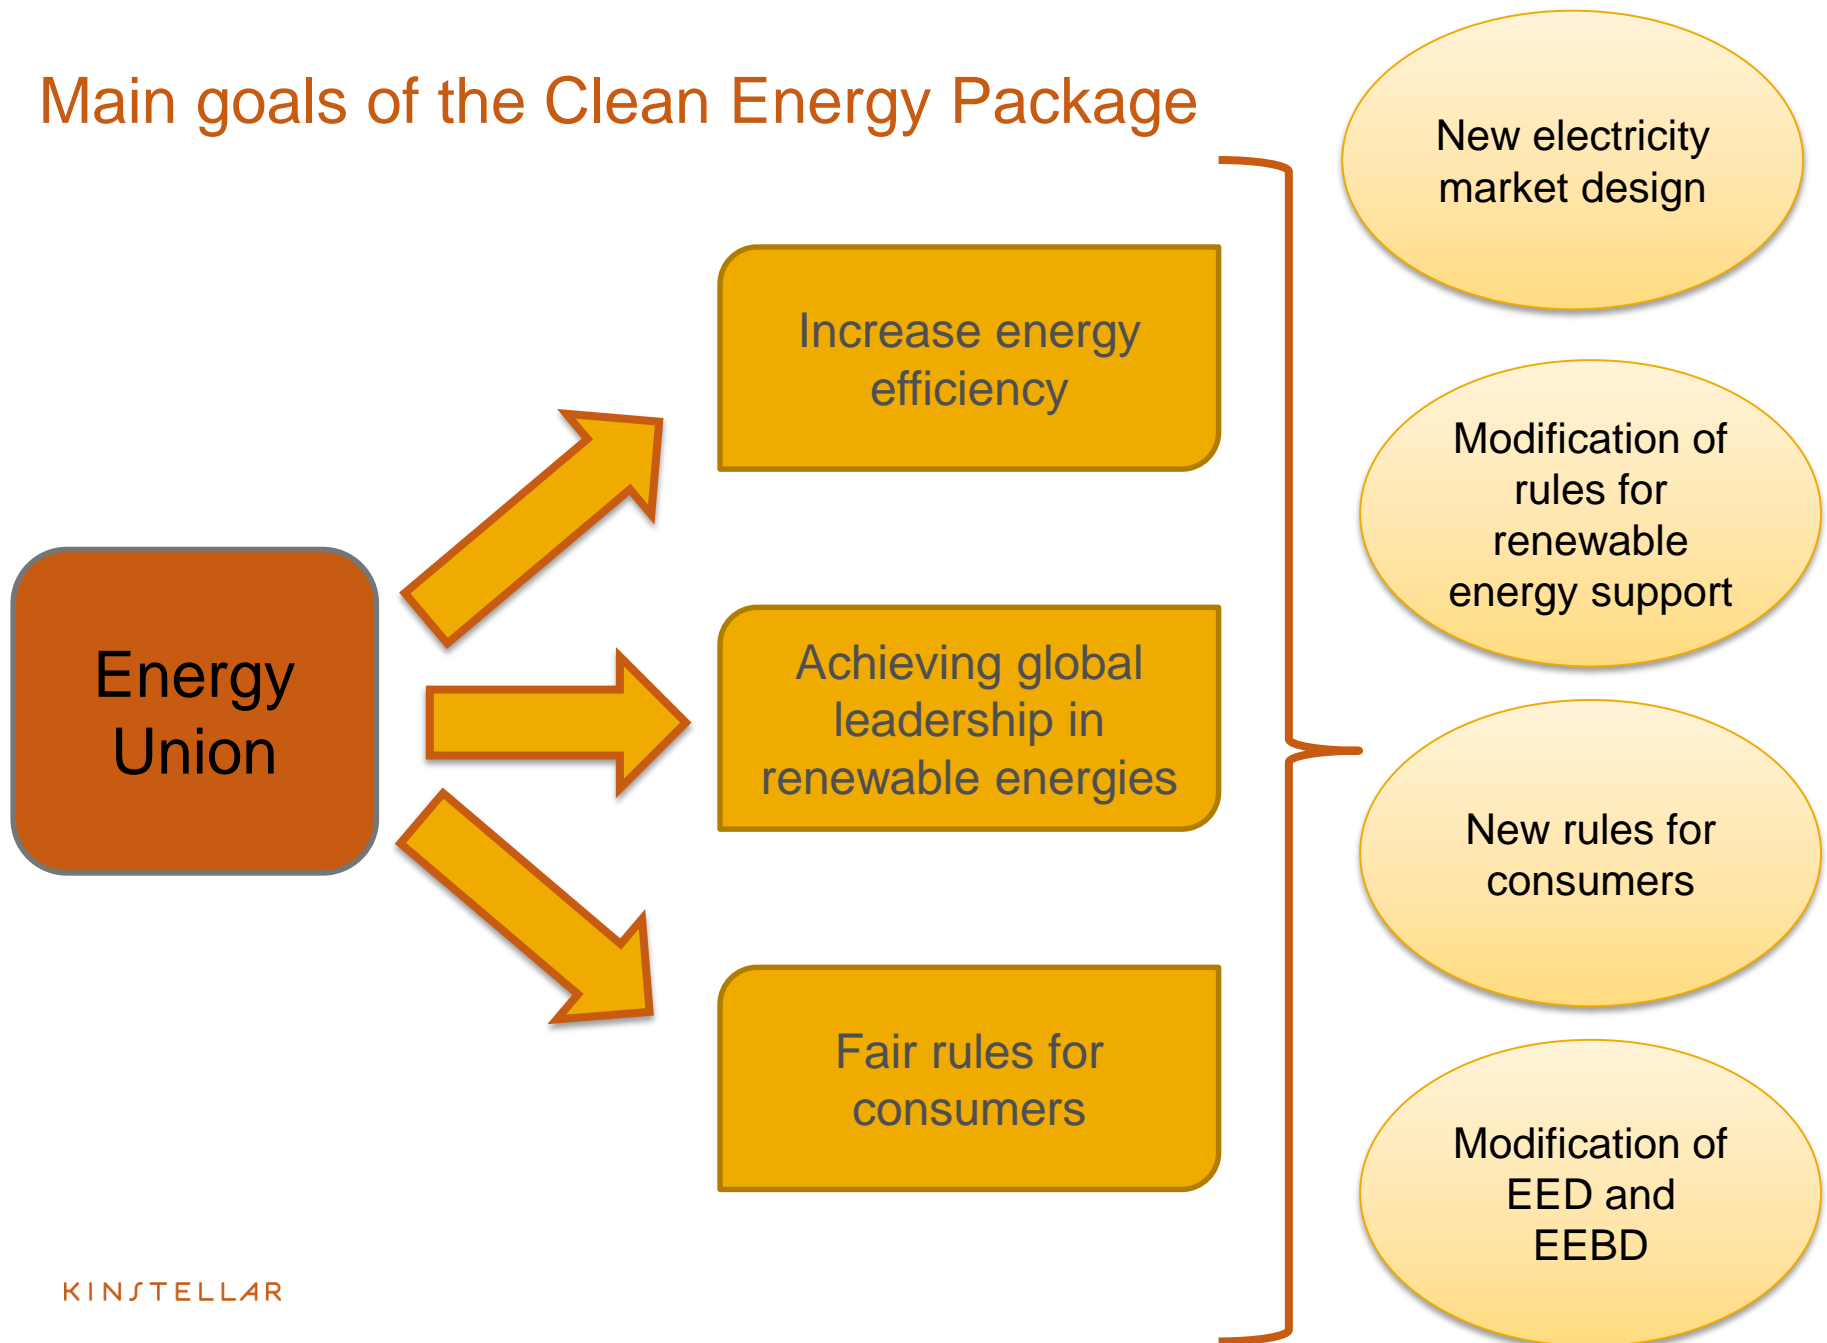 Main goals of the Clean Energy Package
Energy
Union
Increase energy
efficiency
Achieving global
leadership in
renewable energies
Fair rules for
consumers
New electricity
market design
Modification of
rules for
renewable
energy support
New rules for
consumers
Modification of
EED and
EEBD
KINSTELLAR